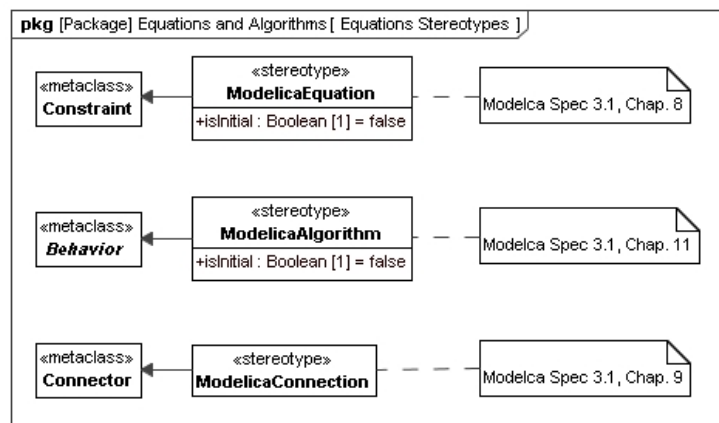 pkg [Package] Equations and Algorithms [ Equations Stereotypes ]
«metaclass»
Constraint
«stereotype»
ModelicaEquation
+isInitial : Boolean [1] = false
Modelca Spec 3.1, Chap. 8
«metaclass»
Behavior
«stereotype»
ModelicaAlgorithm
+isInitial : Boolean [1] = false
Modelca Spec 3.1, Chap. 11
«metaclass»
Connector
«stereotype»
ModelicaConnection
Modelca Spec 3.1, Chap. 9